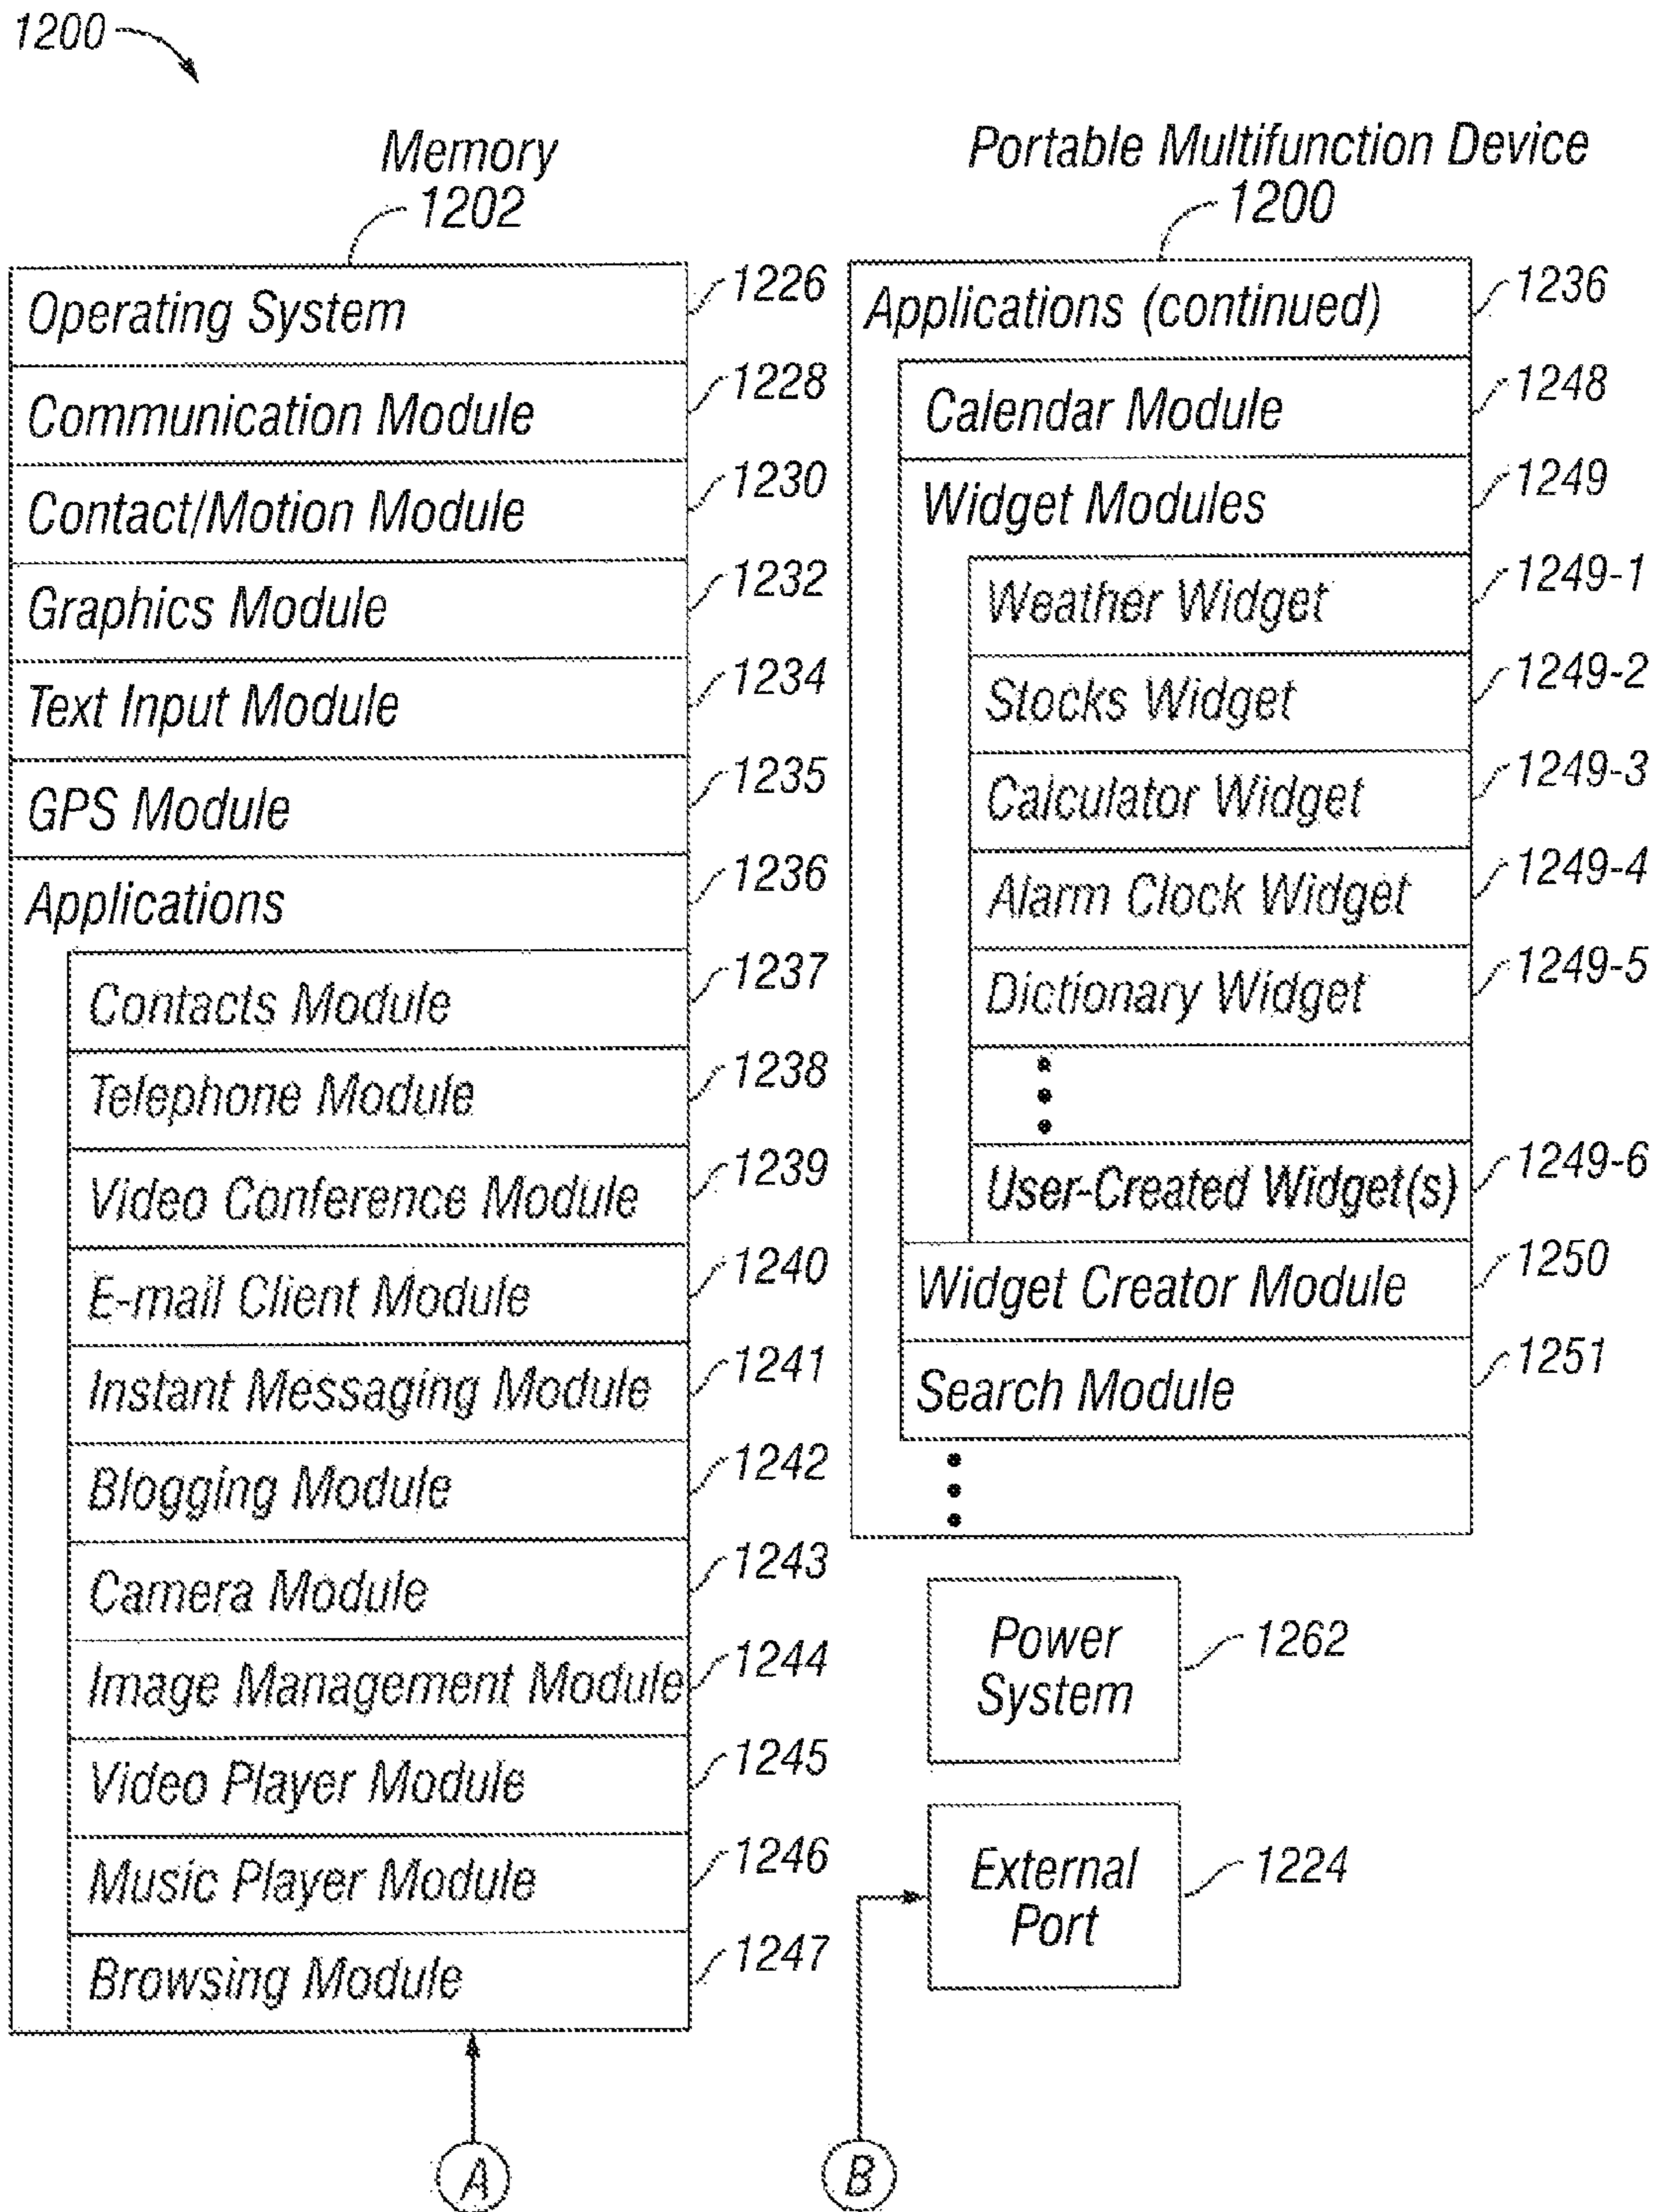 1200
Memory
1202
Operating System 1226
Communication Module 1228
Contact/Motion Module 1230
Graphics Module 1232
Text Input Module 1234
GPS Module 1235
Applications 1236
Contacts Module 1237
Telephone Module 1238
Video Conference Module 1239
E-mail Client Module 1240
Instant Messaging Module 1241
Blogging Module 1242
Camera Module 1243
Image Management Module 1244
Video Player Module 1245
Music Player Module 1246
Browsing Module 1247
A
Portable Multifunction Device
1200
Applications (continued) 1236
Calendar Module 1248
Widget Modules 1249
Weather Widget 1249-1
Stocks Widget 1249-2
Calculator Widget 1249-3
Alarm Clock Widget 1249-4
Dictionary Widget 1249-5
User-Created Widget(s) 1249-6
Widget Creator Module 1250
Search Module 1251
Power
System
1262
External
Port
1224
B